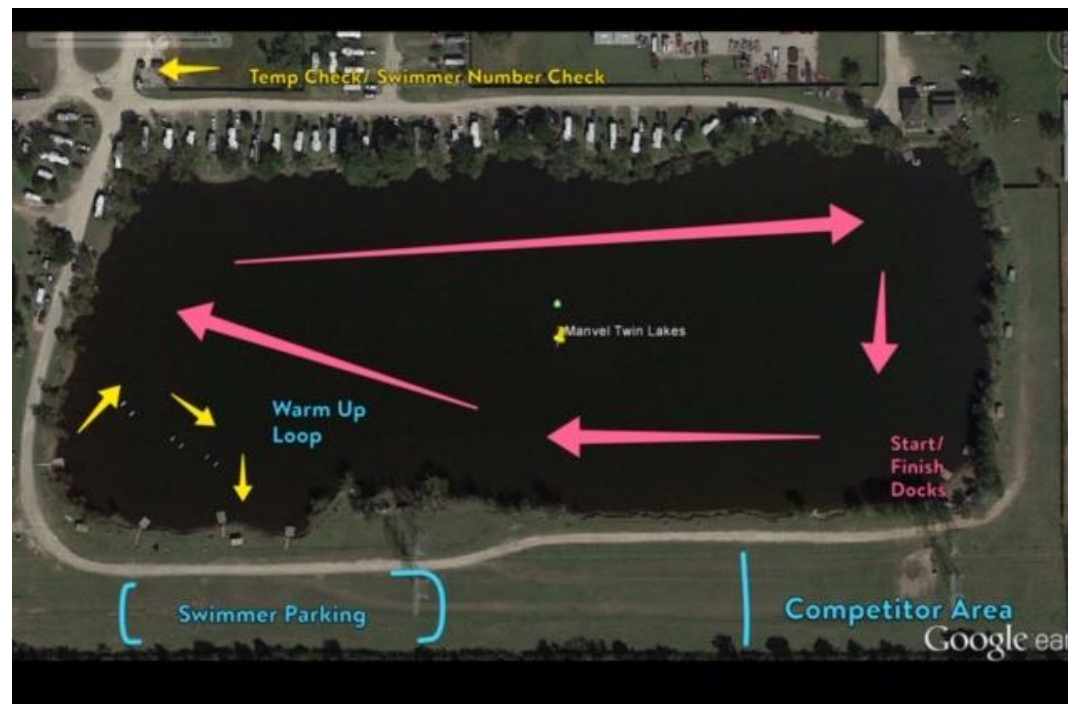 Temp Check/ Swimmer Number Check
Manvel Twin Lakes
Warm Up
Loop
Start/
Finish
Docks
Swimmer Parking
Competitor Area
Google ear